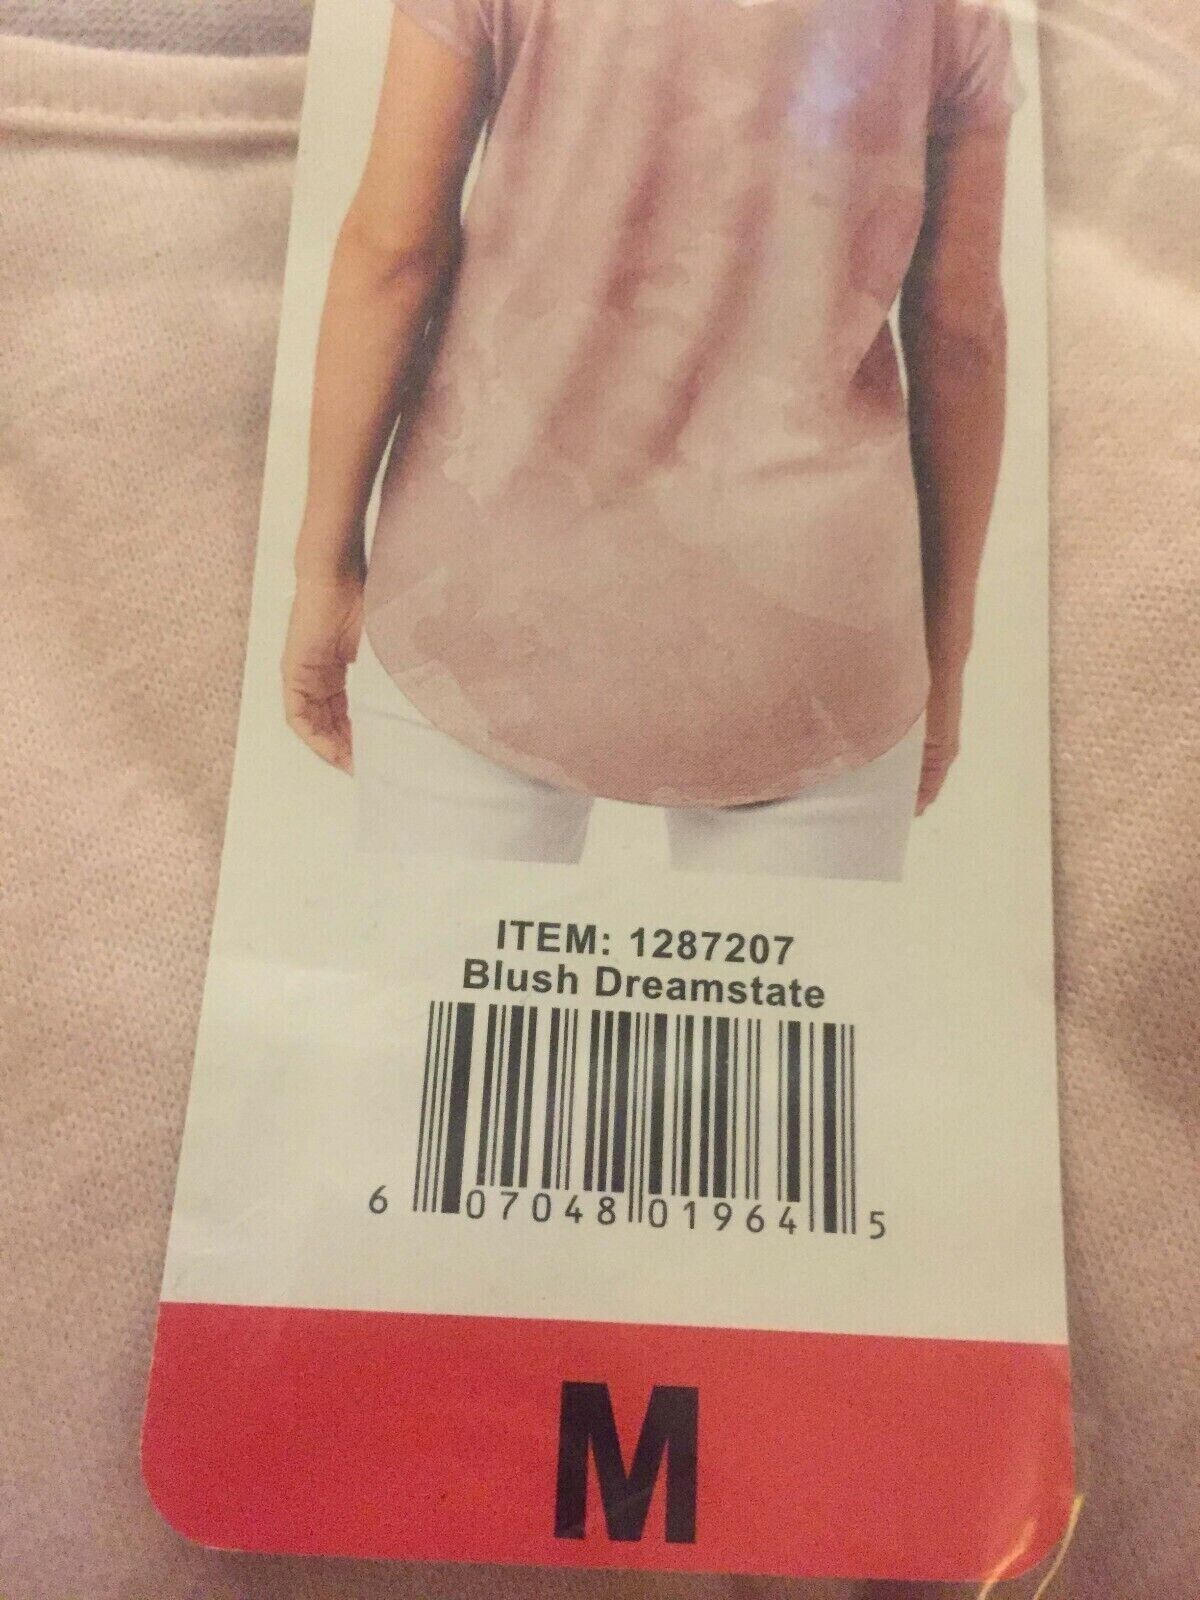 ITEM: 1287207
Blush Dreamstate
6 07048 01964 5
M